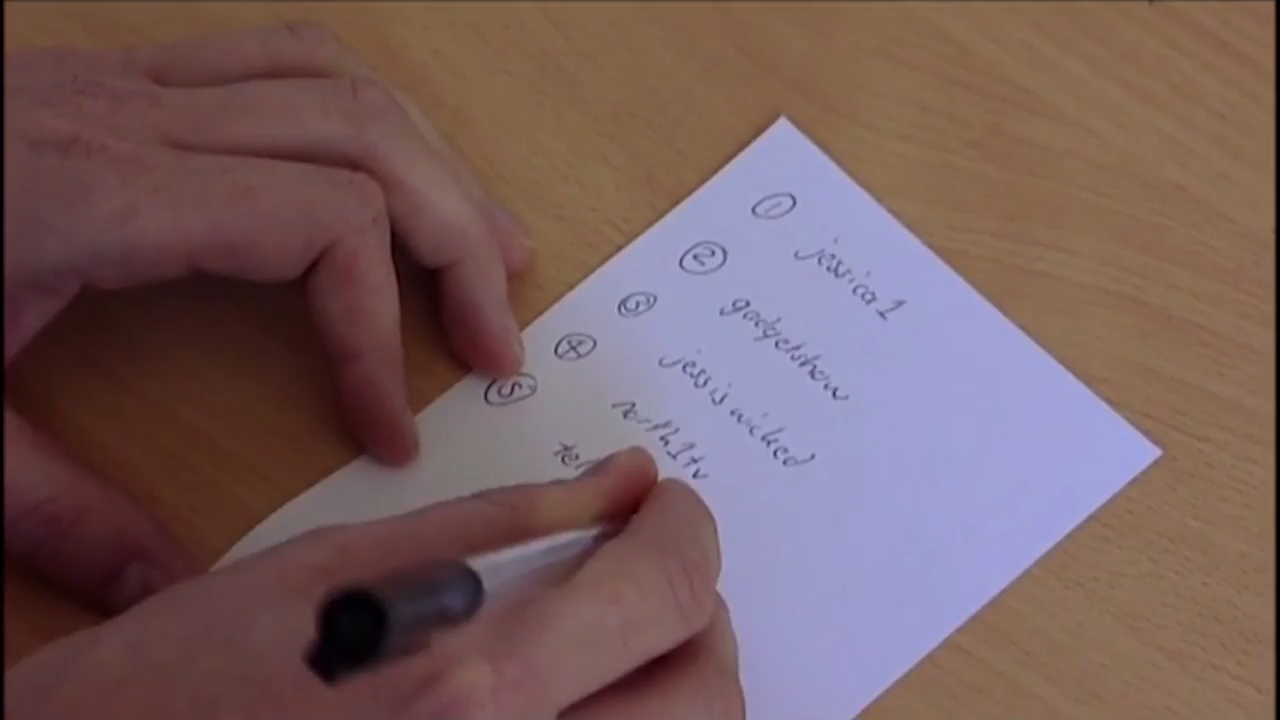 ① jessica1
② gadgetshow
③ jess is wicked
④ north1tv
⑤